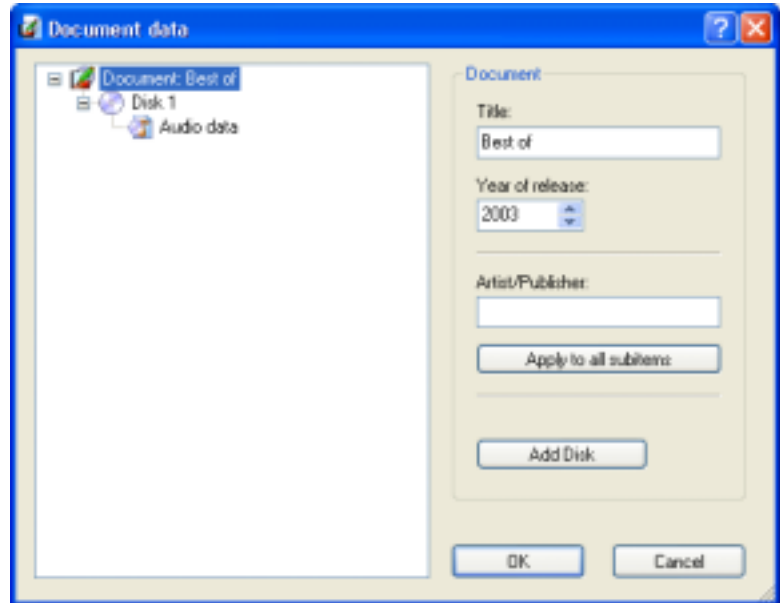 Document data
Document: Best of
Disk 1
Audio data
Document
Title:
Best of
Year of release:
2003
Artist/Publisher:
Apply to all subitems
Add Disk
OK
Cancel